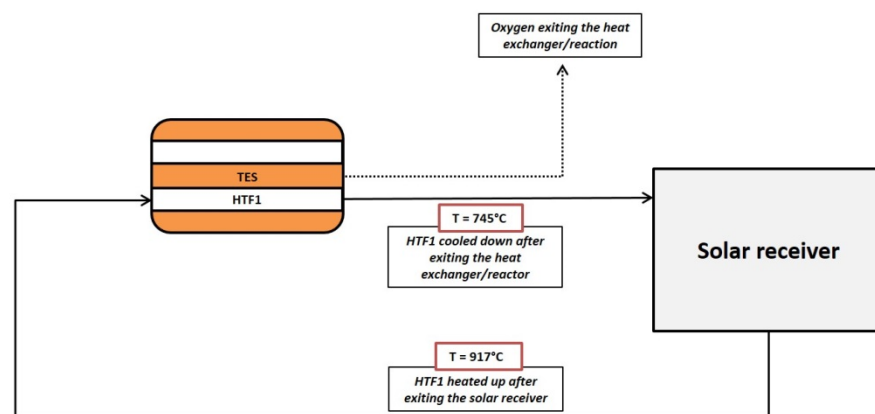 Oxygen exiting the heat
exchanger/reaction
TES
HTF1
T = 745°C
HTF1 cooled down after
exiting the heat
exchanger/reactor
Solar receiver
T = 917°C
HTF1 heated up after
exiting the solar receiver